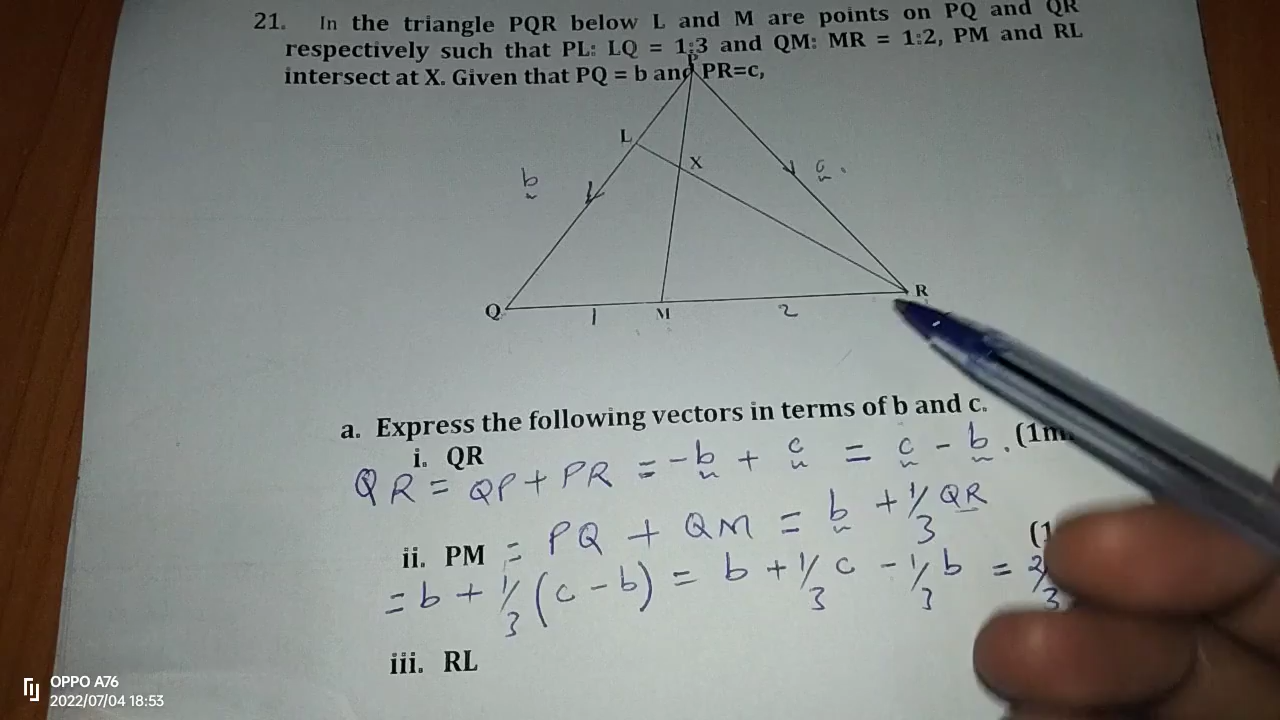 21. In the triangle PQR below L and M are points on PQ and QR
respectively such that PL: LQ = 1:3 and QM: MR = 1:2, PM and RL
intersect at X. Given that PQ = b and PR=c,
P
L
X
b
c.
Q
M
R
1
2
a. Express the following vectors in terms of b and c.
i. QR
(1m
QR = QP + PR = -b + c = c - b.
ii. PM = PQ + QM = b + 1/3 QR
(1
= b + 1/3 (c - b) = b + 1/3 c - 1/3 b = 2/3
iii. RL
OPPO A76
2022/07/04 18:53